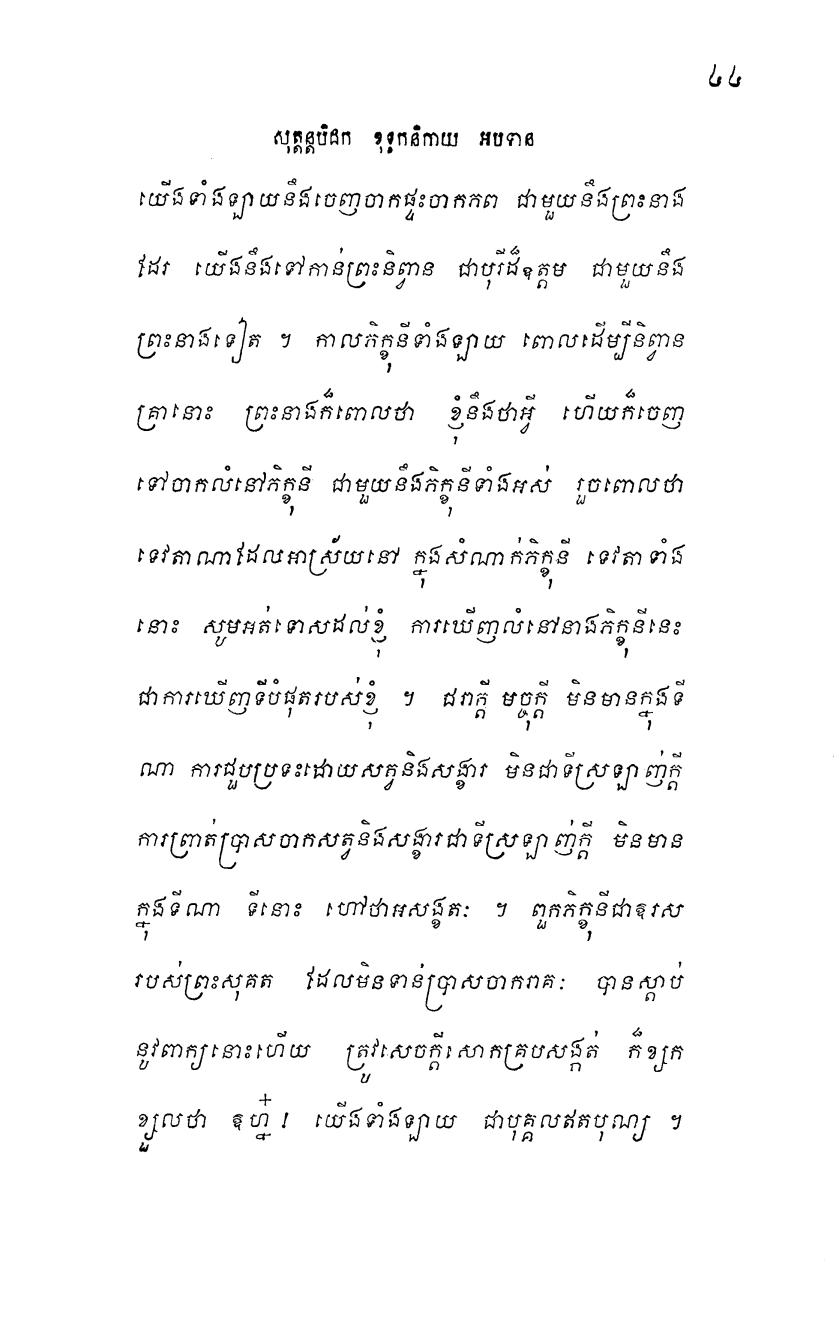 ៤៤
សុត្តន្តបិដក ខុទ្ទកនិកាយ អបទាន
យើងទាំងឡាយនឹងចេញចាកផ្ទះចាកភព ជាមួយនឹងព្រះនាង
ដែរ យើងនឹងទៅកាន់ព្រះនិព្វាន ជាបុរីដ៏ឧត្តម ជាមួយនឹង
ព្រះនាងទៀត ។ កាលភិក្ខុនីទាំងឡាយ ពោលដើម្បីនិព្វាន
គ្រានោះ ព្រះនាងក៏ពោលថា ខ្ញុំនឹងថាអ្វី ហើយក៏ចេញ
ទៅចាកលំនៅភិក្ខុនី ជាមួយនឹងភិក្ខុនីទាំងអស់ រួចពោលថា
ទេវតាណាដែលអាស្រ័យនៅ ក្នុងសំណាក់ភិក្ខុនី ទេវតាទាំង
នោះ សូមអត់ទោសដល់ខ្ញុំ ការឃើញលំនៅនាងភិក្ខុនីនេះ
ជាការឃើញទីបំផុតរបស់ខ្ញុំ ។ ជរាក្តី មច្ចុក្តី មិនមានក្នុងទី
ណា ការជួបប្រទះដោយសត្វនិងសង្ខារ មិនជាទីស្រឡាញ់ក្តី
ការព្រាត់ប្រាសចាកសត្វនិងសង្ខារជាទីស្រឡាញ់ក្តី មិនមាន
ក្នុងទីណា ទីនោះ ហៅថាអសង្ខតៈ ។ ពួកភិក្ខុនីជាឱរស
របស់ព្រះសុគត ដែលមិនទាន់ប្រាសចាករាគៈ បានស្តាប់
នូវពាក្យនោះហើយ ត្រូវសេចក្តីសោកគ្របសង្កត់ ក៏ខ្សឹក
ខ្សួលថា ឱហ្ន៎ ! យើងទាំងឡាយ ជាបុគ្គលឥតបុណ្យ ។